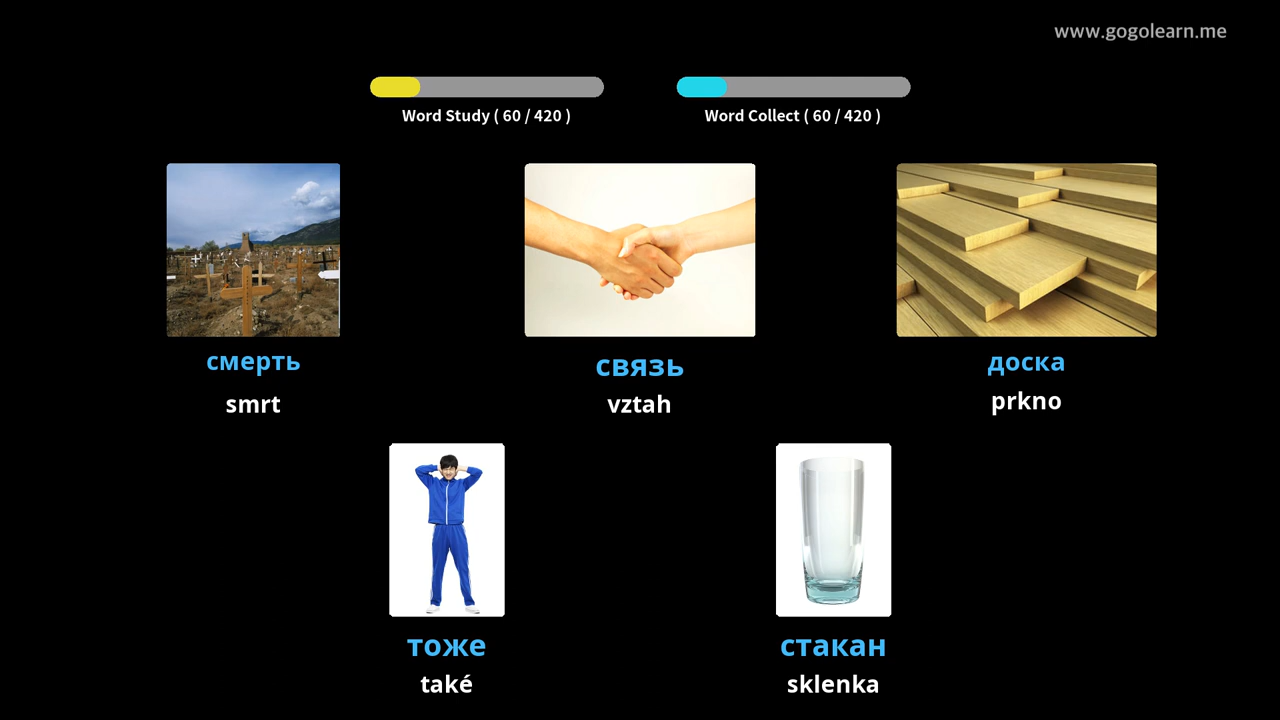 www.gogolearn.me
Word Study ( 60 / 420 )
Word Collect ( 60 / 420 )
смерть
smrt
связь
vztah
доска
prkno
тоже
také
стакан
sklenka